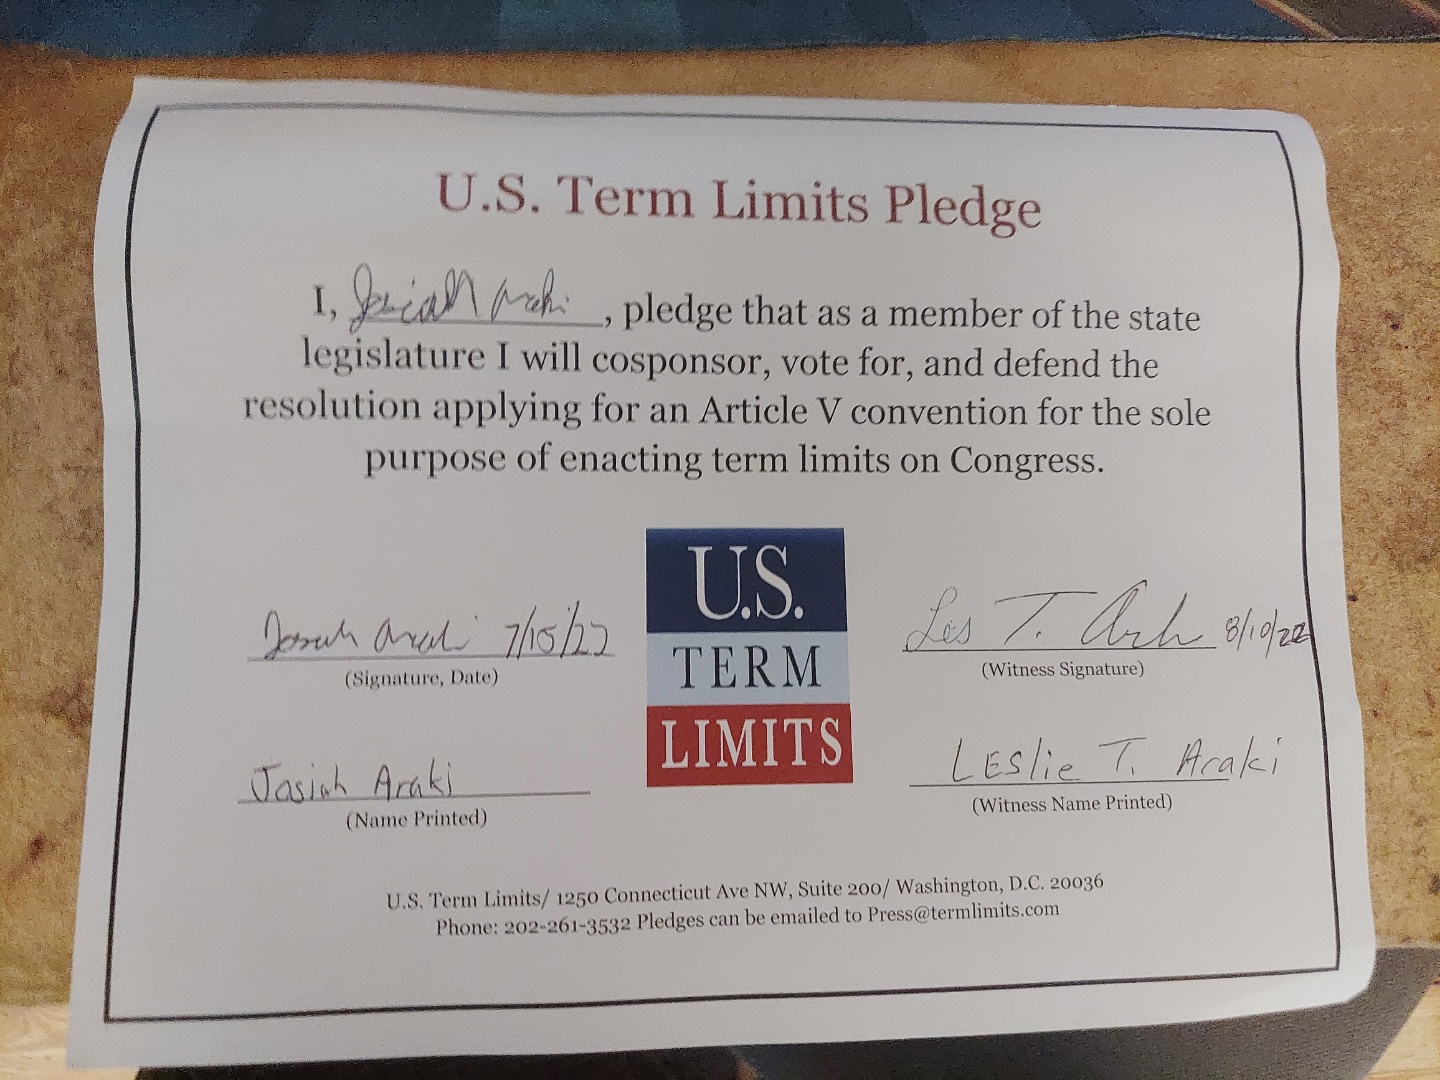 U.S. Term Limits Pledge
I, Josiah Araki, pledge that as a member of the state
legislature I will cosponsor, vote for, and defend the
resolution applying for an Article V convention for the sole
purpose of enacting term limits on Congress.
Josiah Araki 7/15/22
(Signature, Date)
Josiah Araki
(Name Printed)
U.S.
TERM
LIMITS
Les T. Arak 8/10/22
(Witness Signature)
LEslie T. Araki
(Witness Name Printed)
U.S. Term Limits/ 1250 Connecticut Ave NW, Suite 200/ Washington, D.C. 20036
Phone: 202-261-3532 Pledges can be emailed to Press@termlimits.com